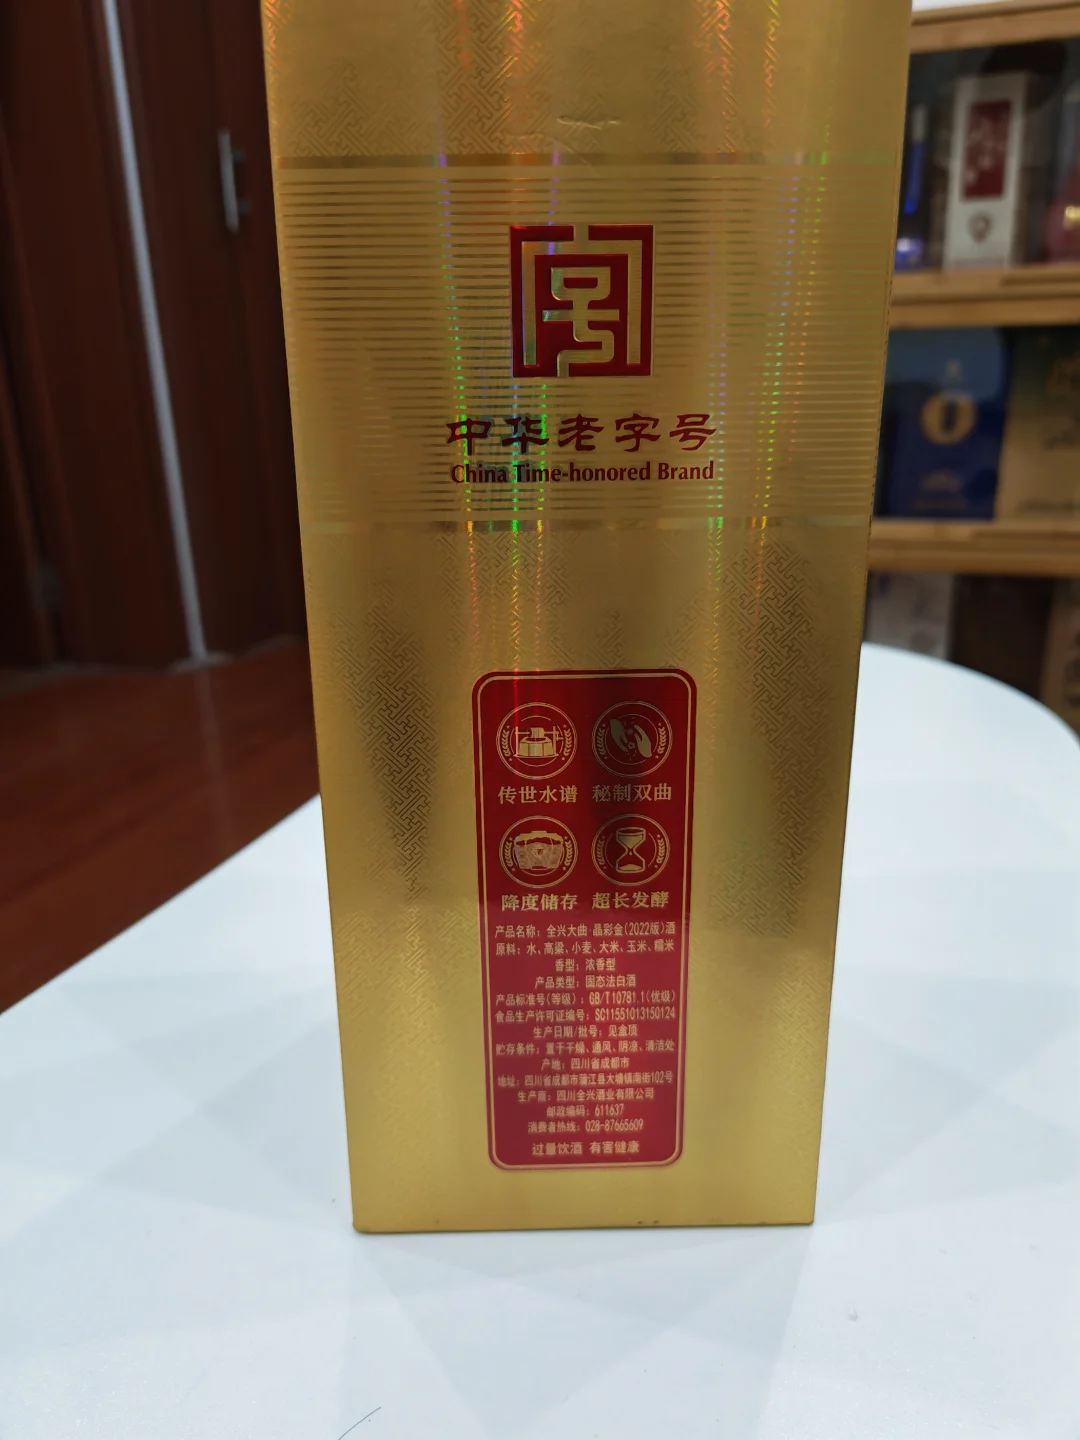 中华老字号
China Time-honored Brand
传世水谱 秘制双曲
降度储存 超长发酵
产品名称：全兴大曲·晶彩金(2022版)酒
原料：水、高粱、小麦、大米、玉米、糯米
香型：浓香型
产品类型：固态法白酒
产品标准号(等级)：GB/T10781.1(优级)
食品生产许可证编号：SC11551013150124
生产日期/批号：见盒顶
贮存条件：置于干燥、通风、阴凉、清洁处
产地：四川省成都市
地址：四川省成都市蒲江县大塘镇南街102号
生产商：四川全兴酒业有限公司
邮政编码：611637
消费者热线：028-87665609
过量饮酒 有害健康